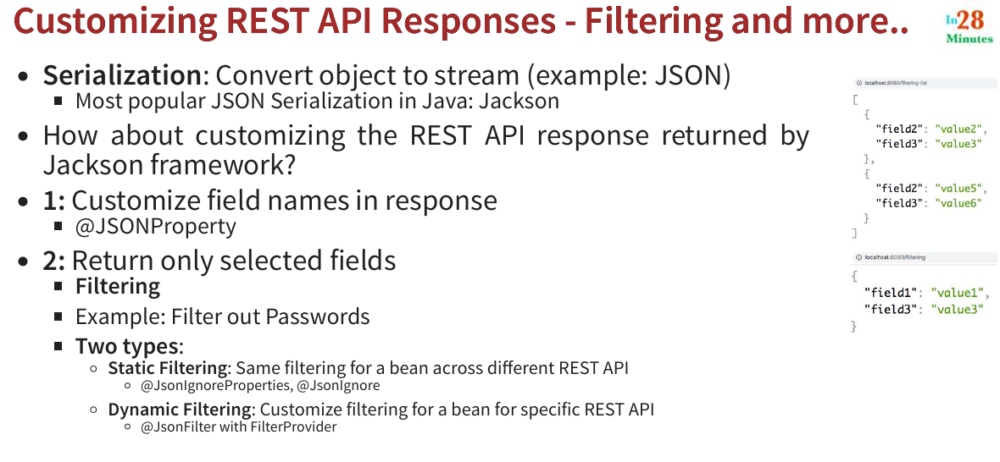 Customizing REST API Responses - Filtering and more..
In28
Minutes
• Serialization: Convert object to stream (example: JSON)
▪ Most popular JSON Serialization in Java: Jackson
• How about customizing the REST API response returned by
Jackson framework?
• 1: Customize field names in response
▪ @JSONProperty
• 2: Return only selected fields
▪ Filtering
▪ Example: Filter out Passwords
▪ Two types:
◦ Static Filtering: Same filtering for a bean across different REST API
◦ @JsonIgnoreProperties, @JsonIgnore
◦ Dynamic Filtering: Customize filtering for a bean for specific REST API
◦ @JsonFilter with FilterProvider
localhost:8080/filtering-list
[
{
"field2": "value2",
"field3": "value3"
},
{
"field2": "value5",
"field3": "value6"
}
]
localhost:8080/filtering
{
"field1": "value1",
"field3": "value3"
}